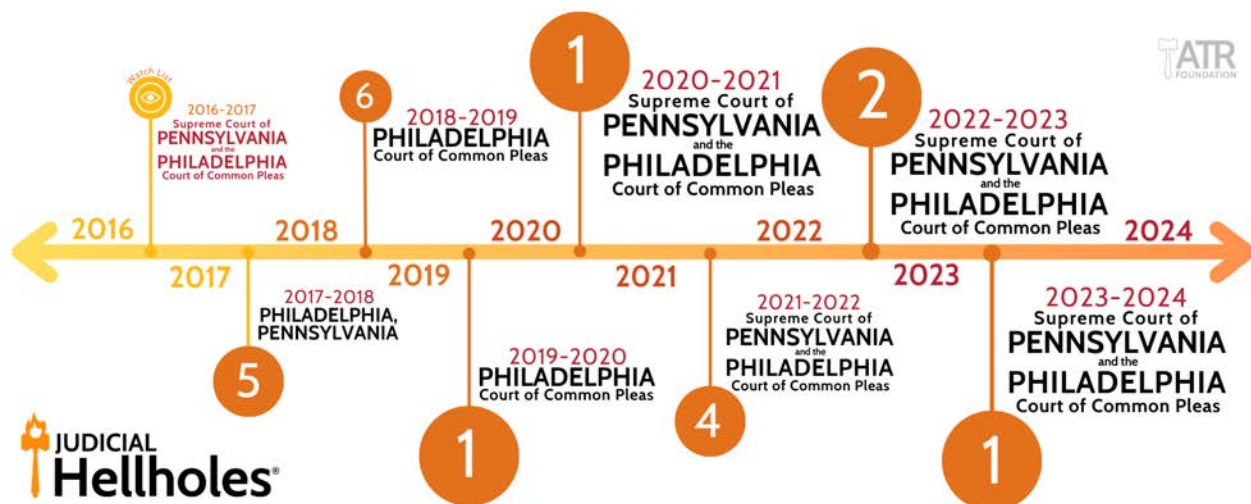 ATR
FOUNDATION
Watch List
2016-2017
Supreme Court of
PENNSYLVANIA
and the
PHILADELPHIA
Court of Common Pleas
6
2018-2019
PHILADELPHIA
Court of Common Pleas
1
2020-2021
Supreme Court of
PENNSYLVANIA
and the
PHILADELPHIA
Court of Common Pleas
2
2022-2023
Supreme Court of
PENNSYLVANIA
and the
PHILADELPHIA
Court of Common Pleas
2016
2018
2020
2022
2024
2017
2019
2021
2023
2017-2018
PHILADELPHIA,
PENNSYLVANIA
5
2019-2020
PHILADELPHIA
Court of Common Pleas
1
2021-2022
Supreme Court of
PENNSYLVANIA
and the
PHILADELPHIA
Court of Common Pleas
4
2023-2024
Supreme Court of
PENNSYLVANIA
and the
PHILADELPHIA
Court of Common Pleas
1
JUDICIAL
Hellholes®